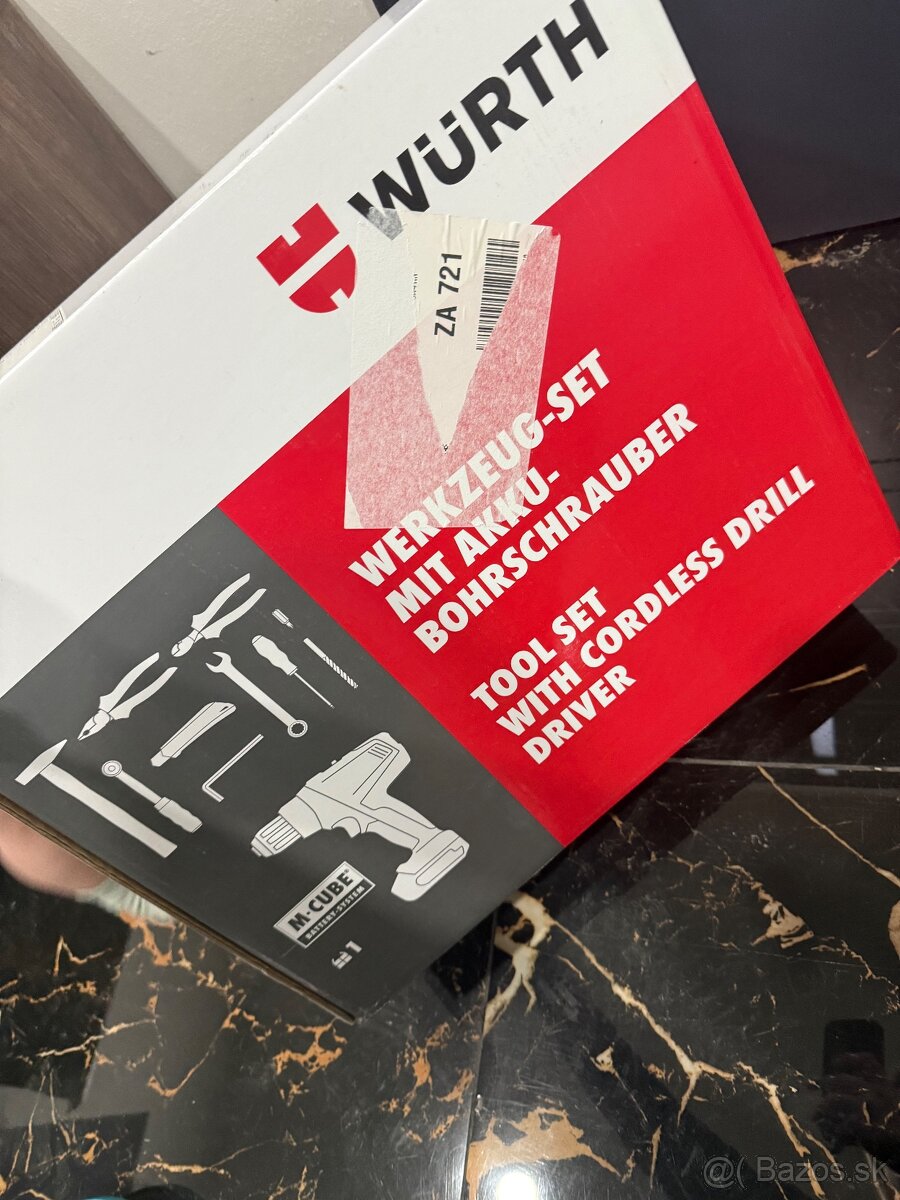 WÜRTH
ZA 721
WERKZEUG-SET
MIT AKKU-
BOHRSCHRAUBER
TOOL SET
WITH CORDLESS DRILL
DRIVER
M-CUBE®
BATTERY-SYSTEM
1
@( Bazos.sk